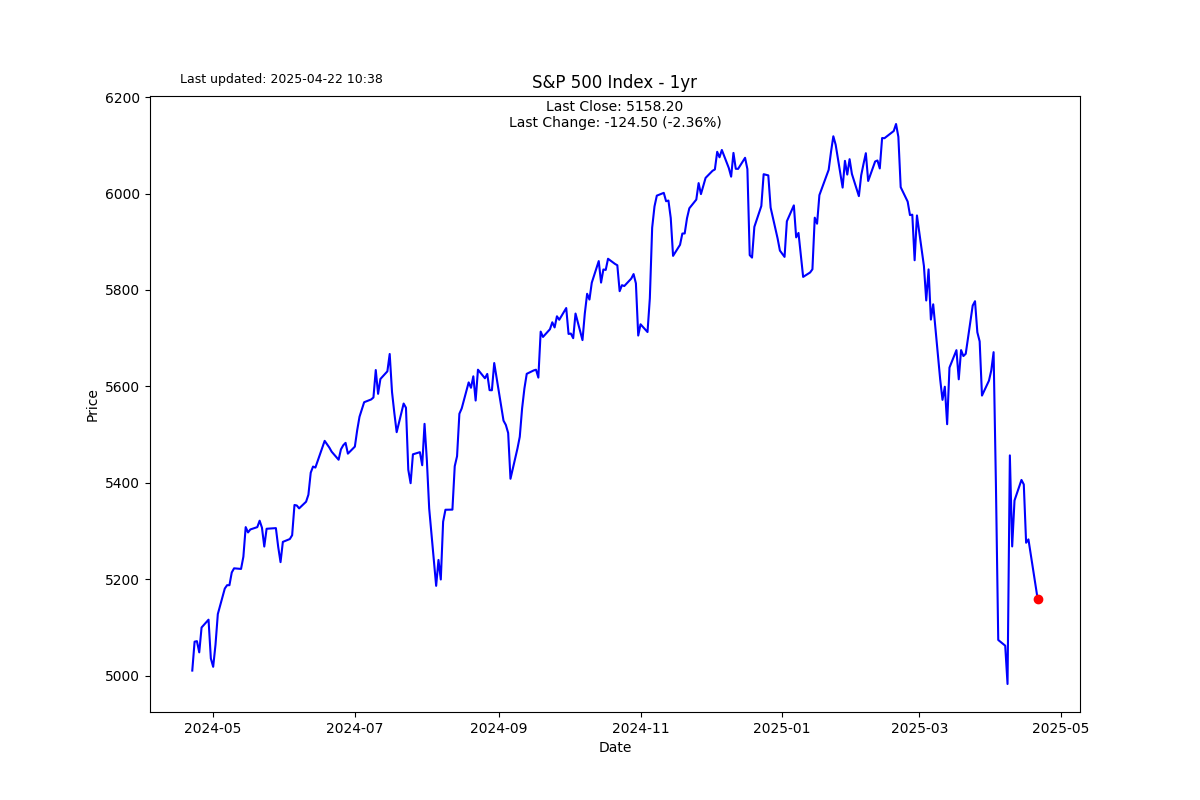 Last updated: 2025-04-22 10:38
S&P 500 Index - 1yr
Last Close: 5158.20
Last Change: -124.50 (-2.36%)
6200
6000
5800
5600
5400
5200
5000
Price
2024-05
2024-07
2024-09
2024-11
2025-01
2025-03
2025-05
Date